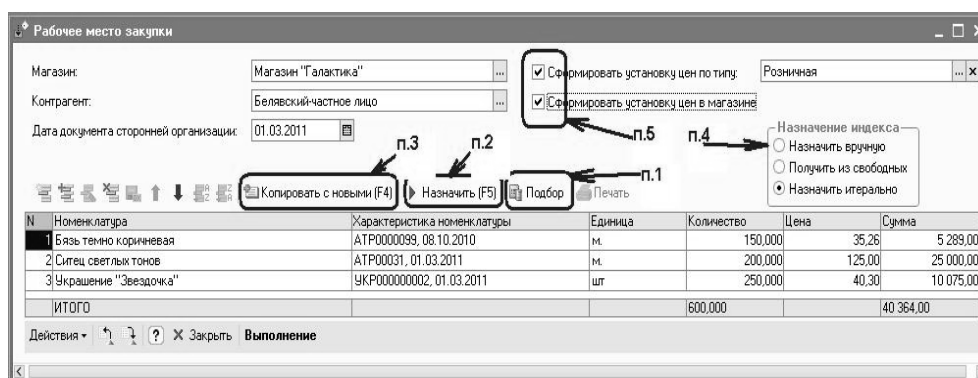 Рабочее место закупки
Магазин: Магазин "Галактика" ... Сформировать установку цен по типу: Розничная ... x
Контрагент: Белявский-частное лицо ... Сформировать установку цен в магазине
Дата документа сторонней организации: 01.03.2011
п.5
п.4
Назначение индекса
Назначить вручную
Получить из свободных
Назначить итерально
п.3
п.2
п.1
Копировать с новыми (F4) Назначить (F5) Подбор Печать
N Номенклатура Характеристика номенклатуры Единица Количество Цена Сумма
1 Бязь темно коричневая АТР0000099, 08.10.2010 м. 150,000 35,26 5 289,00
2 Ситец светлых тонов АТР00031, 01.03.2011 м. 200,000 125,00 25 000,00
3 Украшение "Звездочка" УКР000000002, 01.03.2011 шт 250,000 40,30 10 075,00
ИТОГО 600,000 40 364,00
Действия ? Закрыть Выполнение